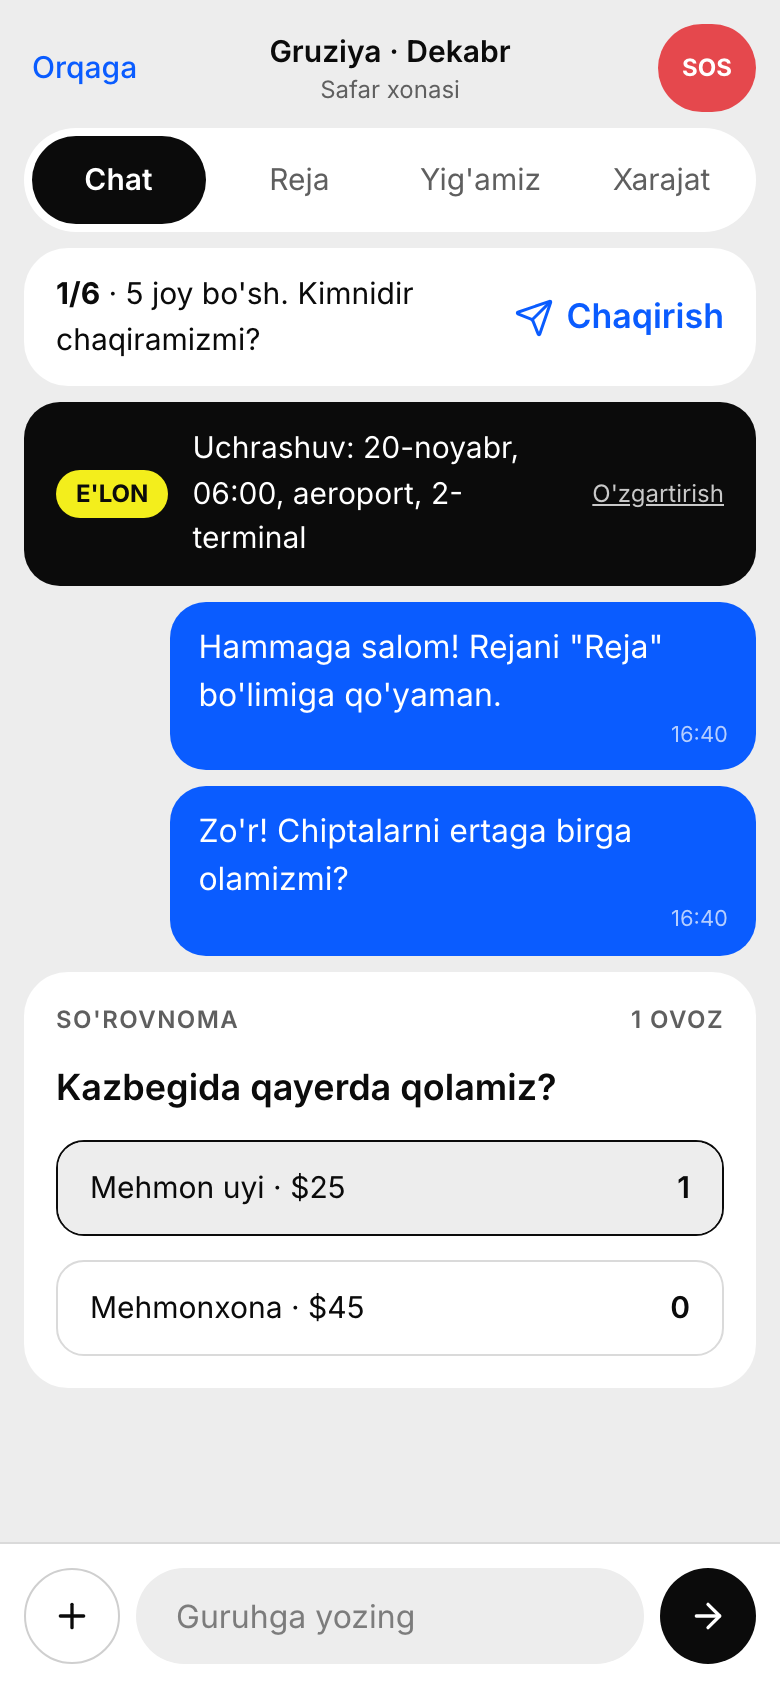 Orqaga
Gruziya · Dekabr
Safar xonasi
SOS
Chat
Reja
Yig'amiz
Xarajat
1/6 · 5 joy bo'sh. Kimnidir
chaqiramizmi?
Chaqirish
E'LON
Uchrashuv: 20-noyabr,
06:00, aeroport, 2-
terminal
O'zgartirish
Hammaga salom! Rejani "Reja"
bo'limiga qo'yaman.
16:40
Zo'r! Chiptalarni ertaga birga
olamizmi?
16:40
SO'ROVNOMA
1 OVOZ
Kazbegida qayerda qolamiz?
Mehmon uyi · $25
1
Mehmonxona · $45
0
Guruhga yozing